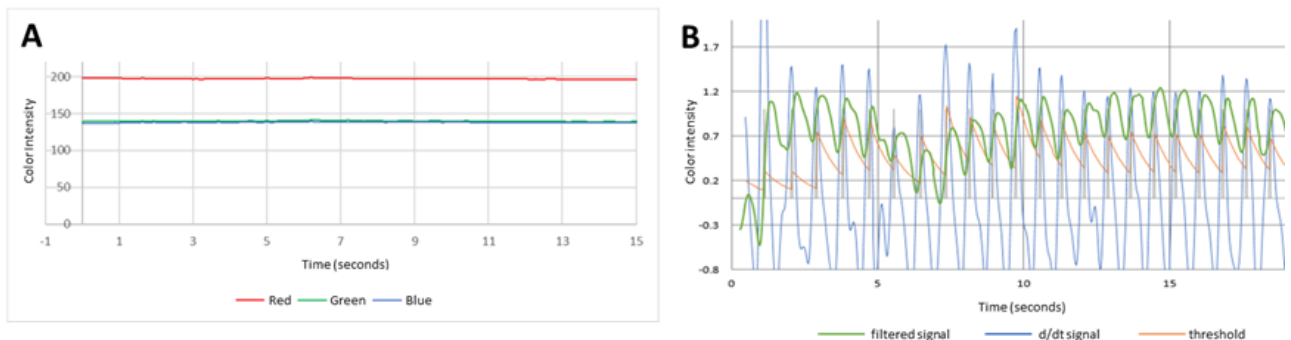 A
Color Intensity
200
150
100
50
0
-1 1 3 5 7 9 11 13 15
Time (seconds)
Red Green Blue
B
Color intensity
1.7
1.2
0.7
0.2
-0.3
-0.8
0 5 10 15
Time (seconds)
filtered signal d/dt signal threshold